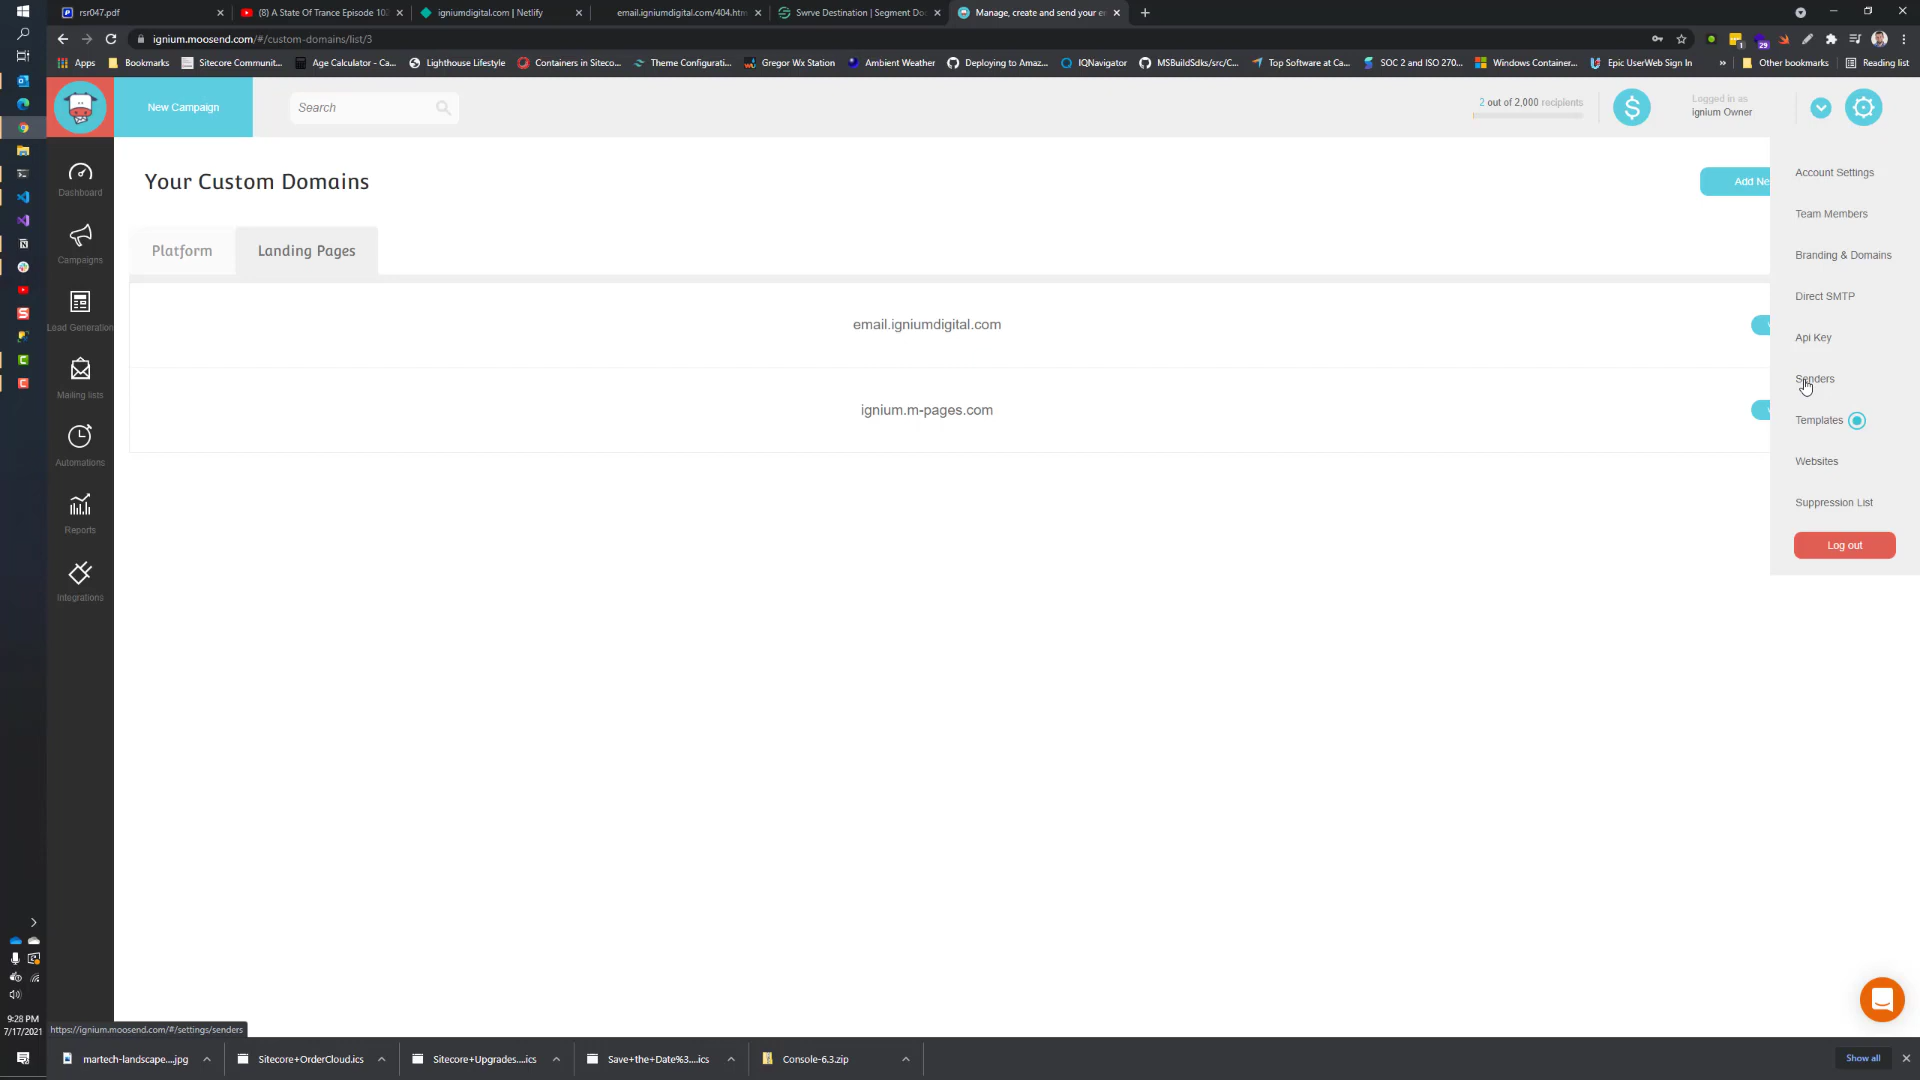 rsr047.pdf
(8) A State Of Trance Episode 102
igniumdigital.com | Netlify
email.igniumdigital.com/404.htm
Swrve Destination | Segment Doc
Manage, create and send your em
ignium.moosend.com/#/custom-domains/list/3
1
29
Apps
Bookmarks
Sitecore Communit...
Age Calculator - Ca...
Lighthouse Lifestyle
Containers in Siteco...
Theme Configurati...
Gregor Wx Station
Ambient Weather
Deploying to Amaz...
IQNavigator
MSBuildSdks/src/C...
Top Software at Ca...
SOC 2 and ISO 270...
Windows Container...
Epic UserWeb Sign In
»
Other bookmarks
Reading list
New Campaign
Search
2 out of 2,000 recipients
Logged in as
ignium Owner
Dashboard
Campaigns
Lead Generation
Mailing lists
Automations
Reports
Integrations
Your Custom Domains
Add Ne
Platform
Landing Pages
email.igniumdigital.com
ignium.m-pages.com
Account Settings
Team Members
Branding & Domains
Direct SMTP
Api Key
Senders
Templates
Websites
Suppression List
Log out
9:28 PM
7/17/2021
https://ignium.moosend.com/#/settings/senders
martech-landscape....jpg
Sitecore+OrderCloud.ics
Sitecore+Upgrades....ics
Save+the+Date%3....ics
Console-6.3.zip
Show all